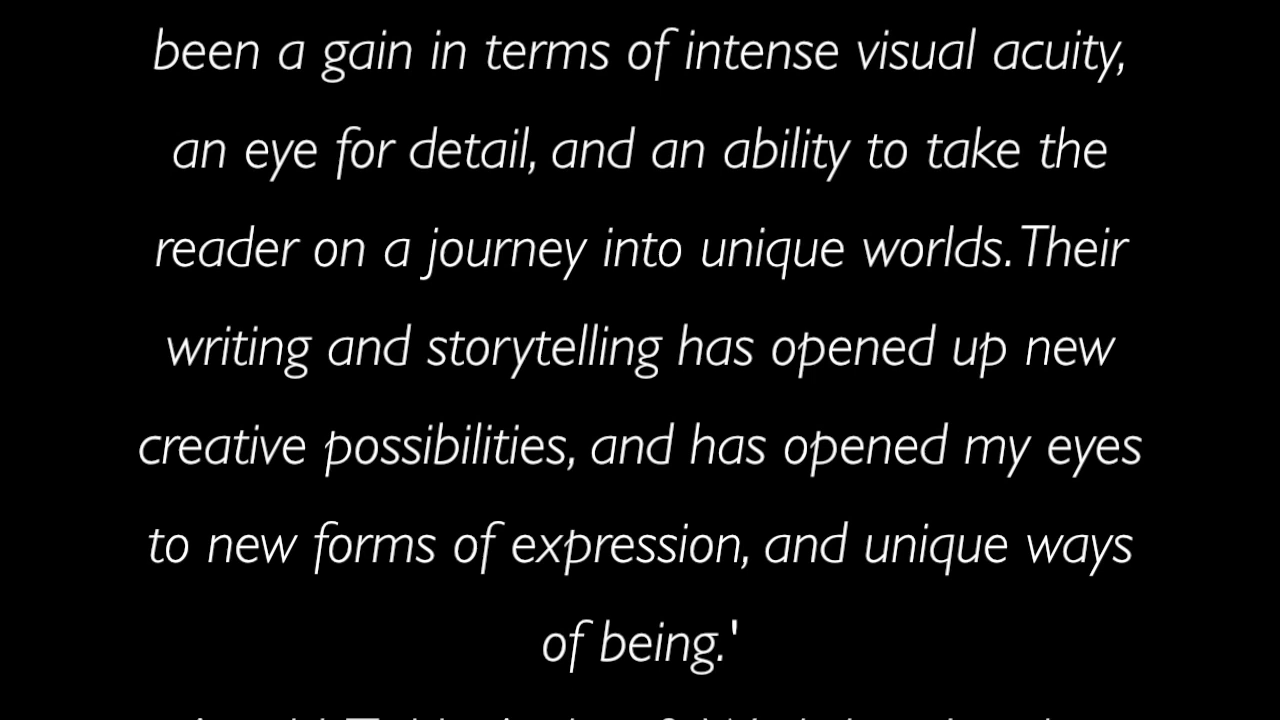 been a gain in terms of intense visual acuity,
an eye for detail, and an ability to take the
reader on a journey into unique worlds. Their
writing and storytelling has opened up new
creative possibilities, and has opened my eyes
to new forms of expression, and unique ways
of being.'